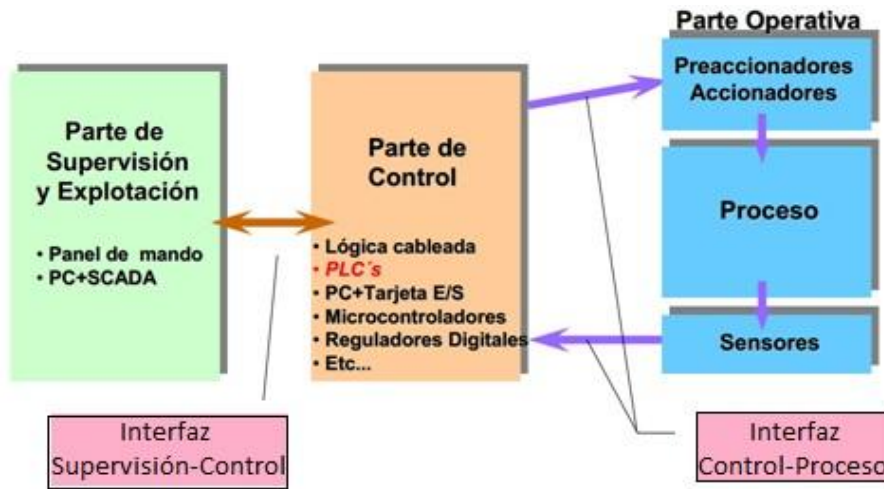 Parte de
Supervisión
y Explotación
• Panel de mando
• PC+SCADA
Parte de
Control
• Lógica cableada
• PLC´s
• PC+Tarjeta E/S
• Microcontroladores
• Reguladores Digitales
• Etc...
Parte Operativa
Preaccionadores
Accionadores
Proceso
Sensores
Interfaz
Supervisión-Control
Interfaz
Control-Proceso